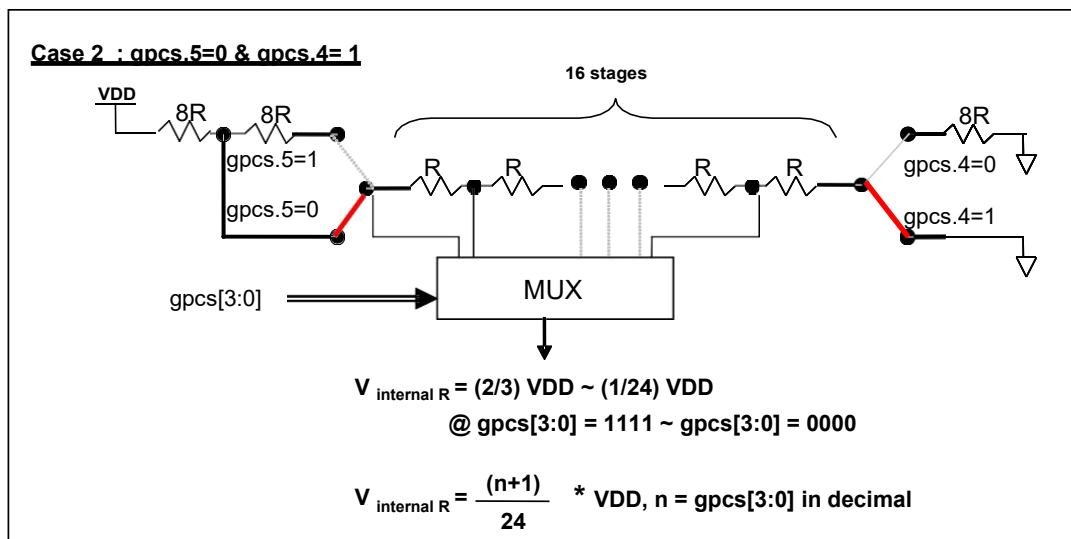 Case 2 : gpcs.5=0 & gpcs.4= 1
16 stages
VDD
8R
8R
8R
gpcs.5=1
gpcs.4=0
R
R
R
R
gpcs.5=0
gpcs.4=1
MUX
gpcs[3:0]
V internal R = (2/3) VDD ~ (1/24) VDD
@ gpcs[3:0] = 1111 ~ gpcs[3:0] = 0000
V internal R = (n+1) / 24 * VDD, n = gpcs[3:0] in decimal